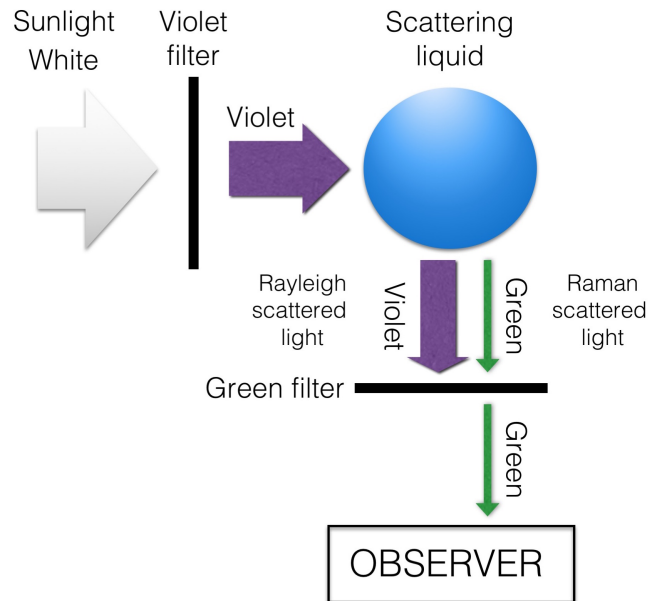 Sunlight
White
Violet
filter
Scattering
liquid
Violet
Rayleigh
scattered
light
Violet
Green
Raman
scattered
light
Green filter
Green
OBSERVER